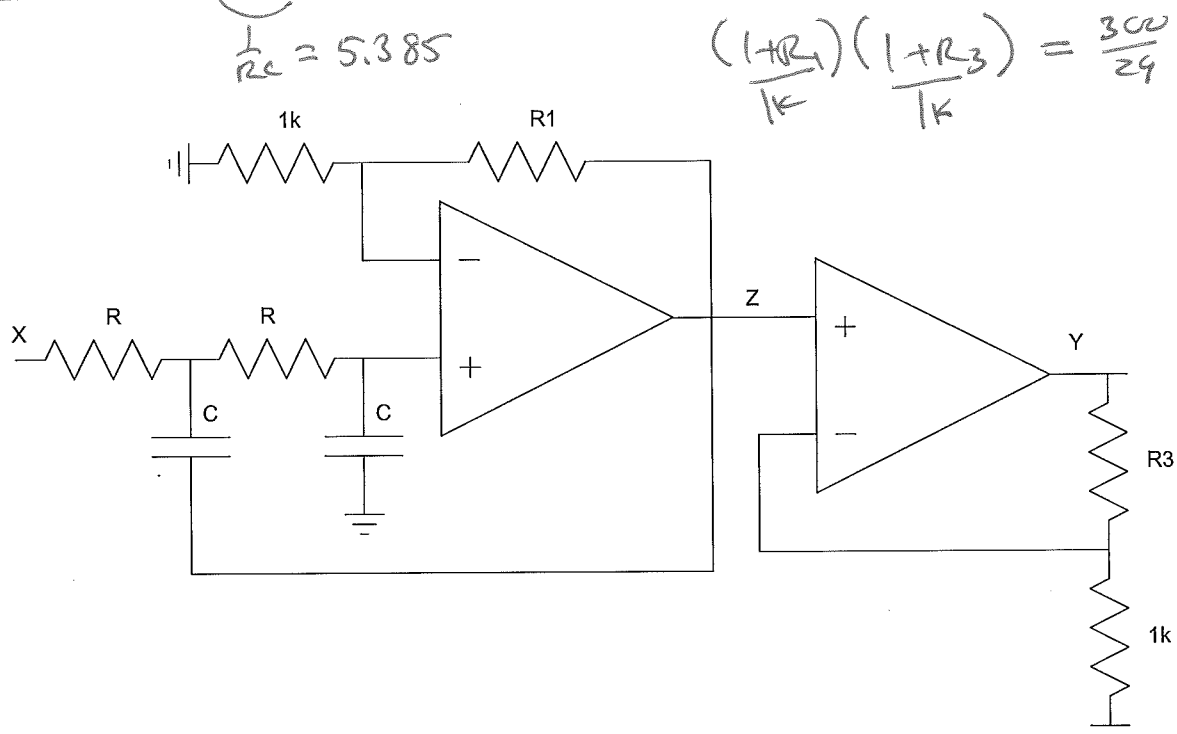 1/RC = 5.385
(1+R1/1K)(1+R3/1K) = 300/29
1k
R1
Z
X
R
R
−
+
C
C
+
−
Y
R3
1k